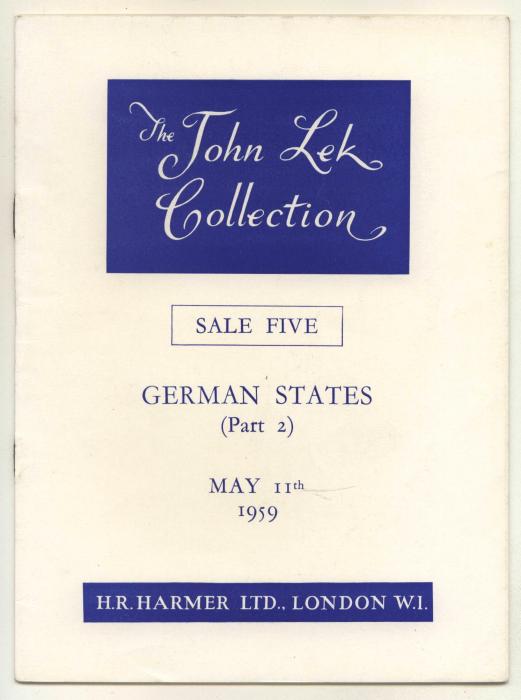 The John Lek
Collection
SALE FIVE
GERMAN STATES
(Part 2)
MAY 11th
1959
H.R. HARMER LTD., LONDON W.1.